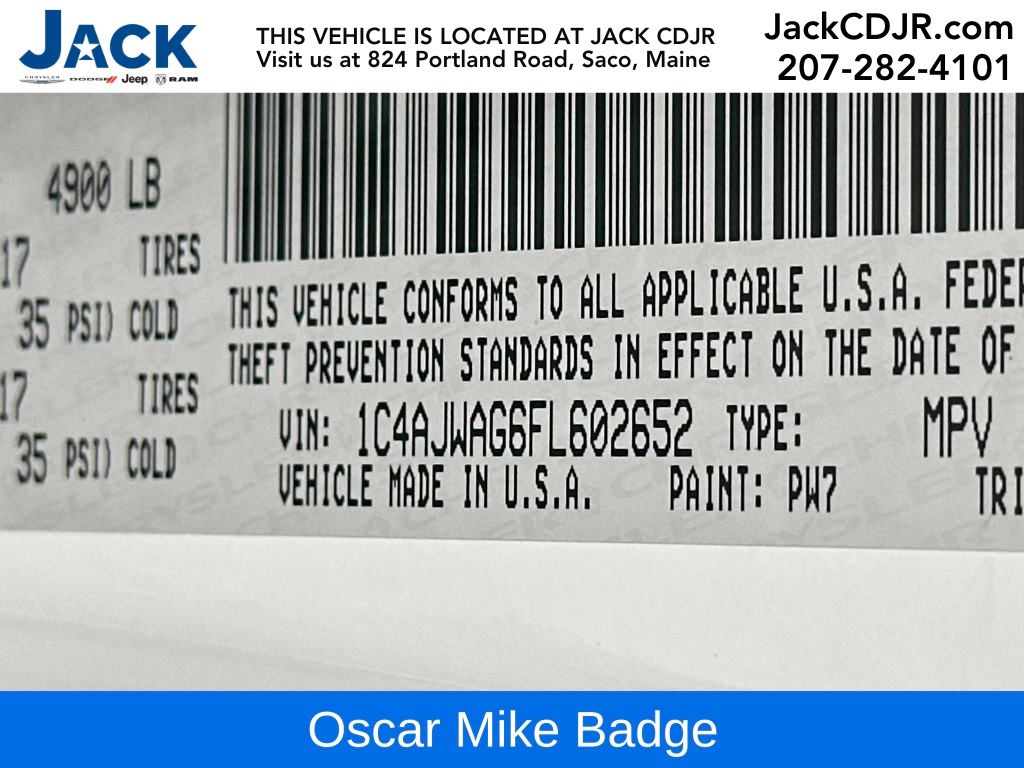 JACK
CHRYSLER DODGE Jeep RAM
THIS VEHICLE IS LOCATED AT JACK CDJR
Visit us at 824 Portland Road, Saco, Maine
JackCDJR.com
207-282-4101
4900 LB
17 TIRES
35 PSI) COLD
17 TIRES
35 PSI) COLD
THIS VEHICLE CONFORMS TO ALL APPLICABLE U.S.A. FEDER
THEFT PREVENTION STANDARDS IN EFFECT ON THE DATE OF
VIN: 1C4AJWAG6FL602652 TYPE: MPV
VEHICLE MADE IN U.S.A. PAINT: PW7 TRI
Oscar Mike Badge